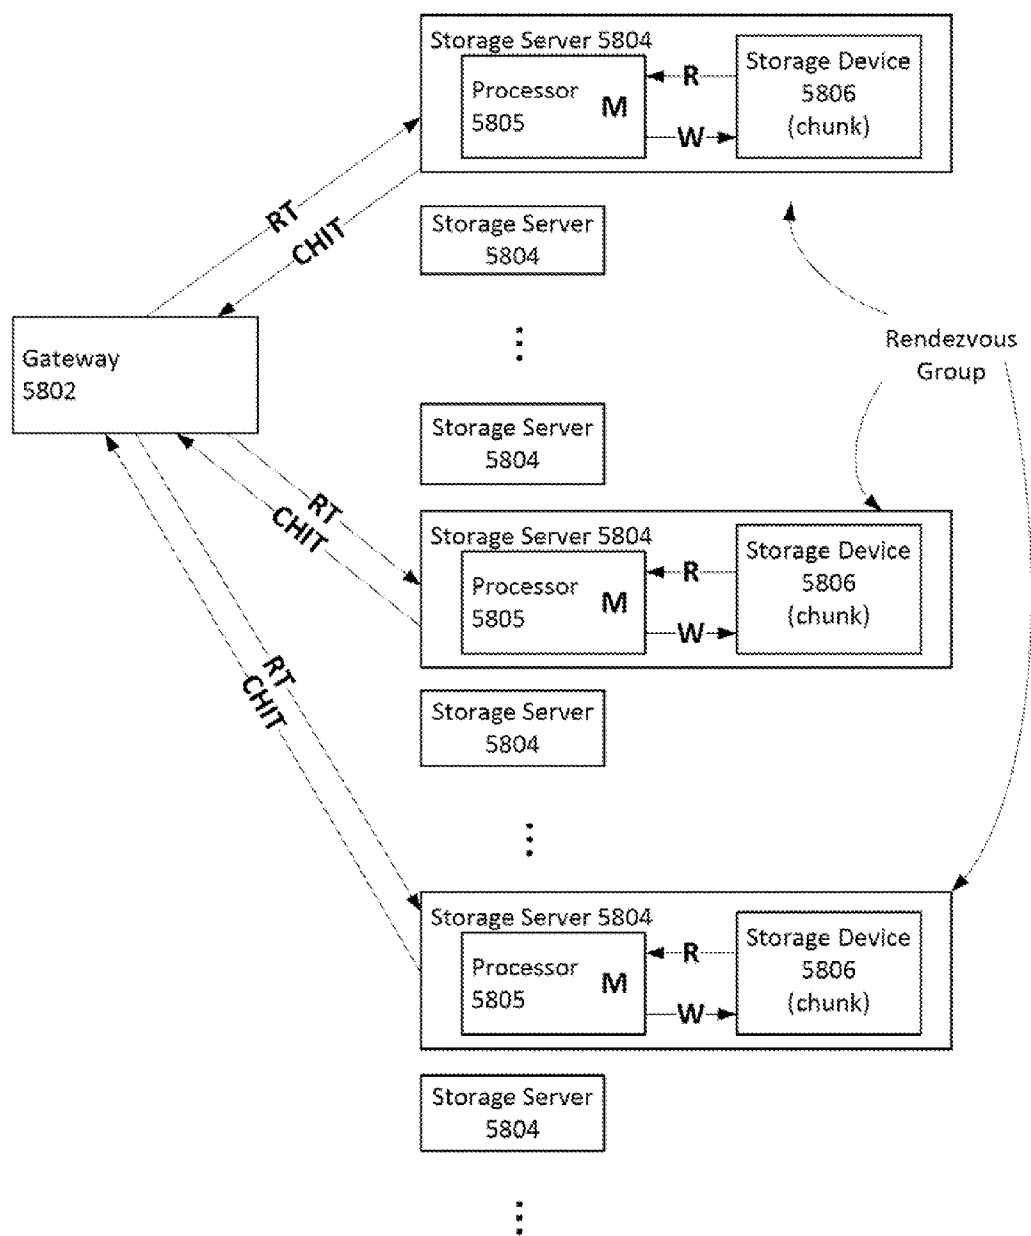 Storage Server 5804
Processor
5805
M
R
W
Storage Device
5806
(chunk)
RT
CHIT
Storage Server
5804
Gateway
5802
Rendezvous
Group
Storage Server
5804
RT
CHIT
Storage Server 5804
Processor
5805
M
R
W
Storage Device
5806
(chunk)
RT
CHIT
Storage Server
5804
Storage Server 5804
Processor
5805
M
R
W
Storage Device
5806
(chunk)
Storage Server
5804